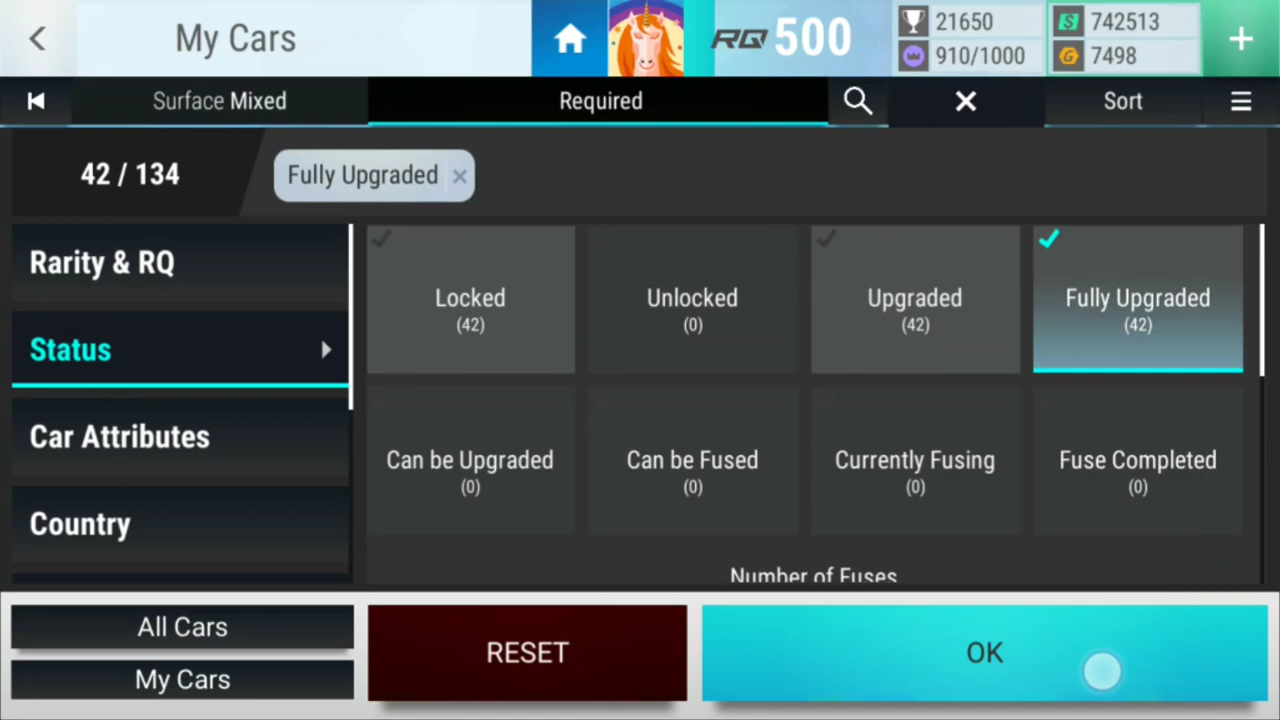 My Cars
RQ 500
21650
910/1000
742513
7498
+
Surface Mixed
Required
Sort
42 / 134
Fully Upgraded
Rarity & RQ
Status
Car Attributes
Country
Locked
(42)
Unlocked
(0)
Upgraded
(42)
Fully Upgraded
(42)
Can be Upgraded
(0)
Can be Fused
(0)
Currently Fusing
(0)
Fuse Completed
(0)
Number of Fuses
All Cars
My Cars
RESET
OK